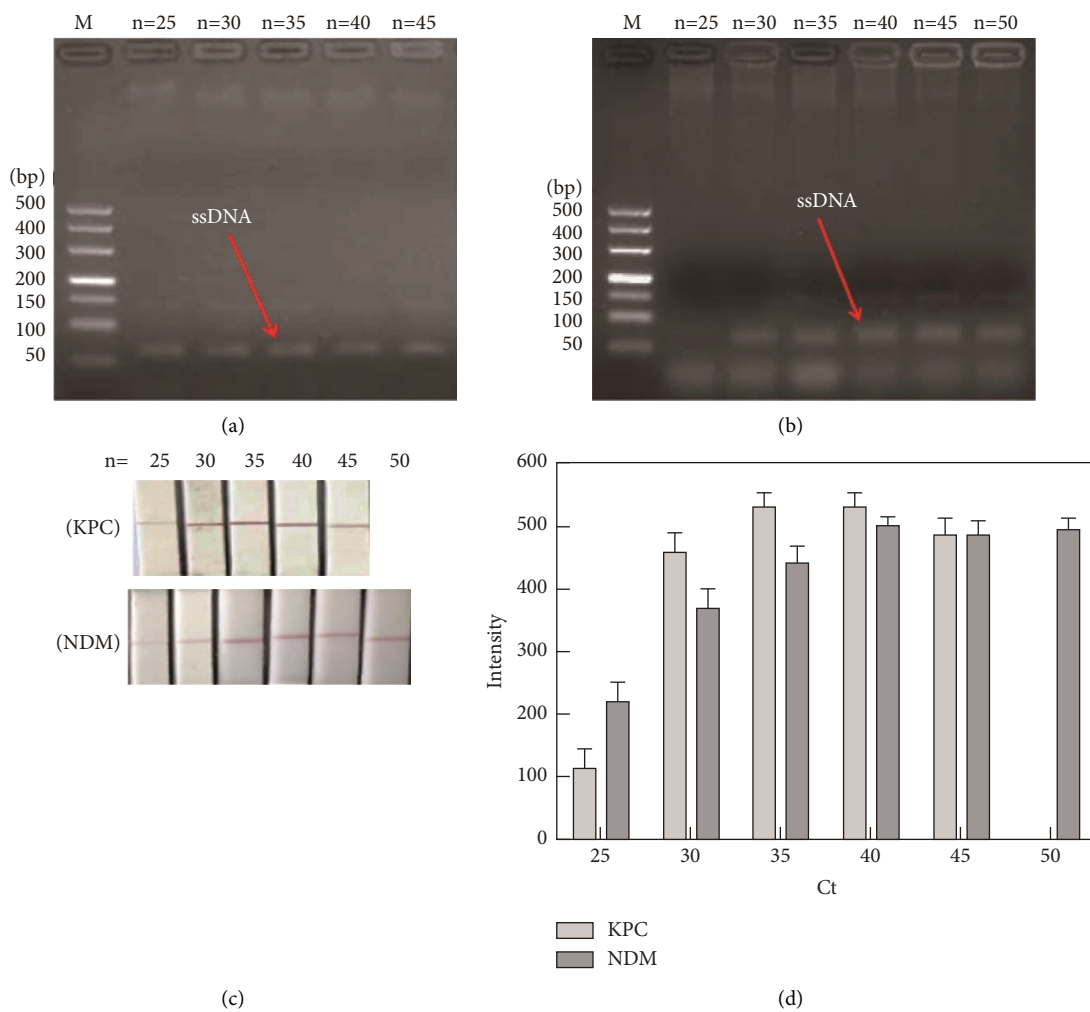 M n=25 n=30 n=35 n=40 n=45
(bp)
500
400
300
200
150
100
50
ssDNA
(a)
M n=25 n=30 n=35 n=40 n=45 n=50
(bp)
500
400
300
200
150
100
50
ssDNA
(b)
n= 25 30 35 40 45 50
(KPC)
(NDM)
(c)
600
500
400
300
200
100
0
Intensity
25 30 35 40 45 50
Ct
KPC
NDM
(d)